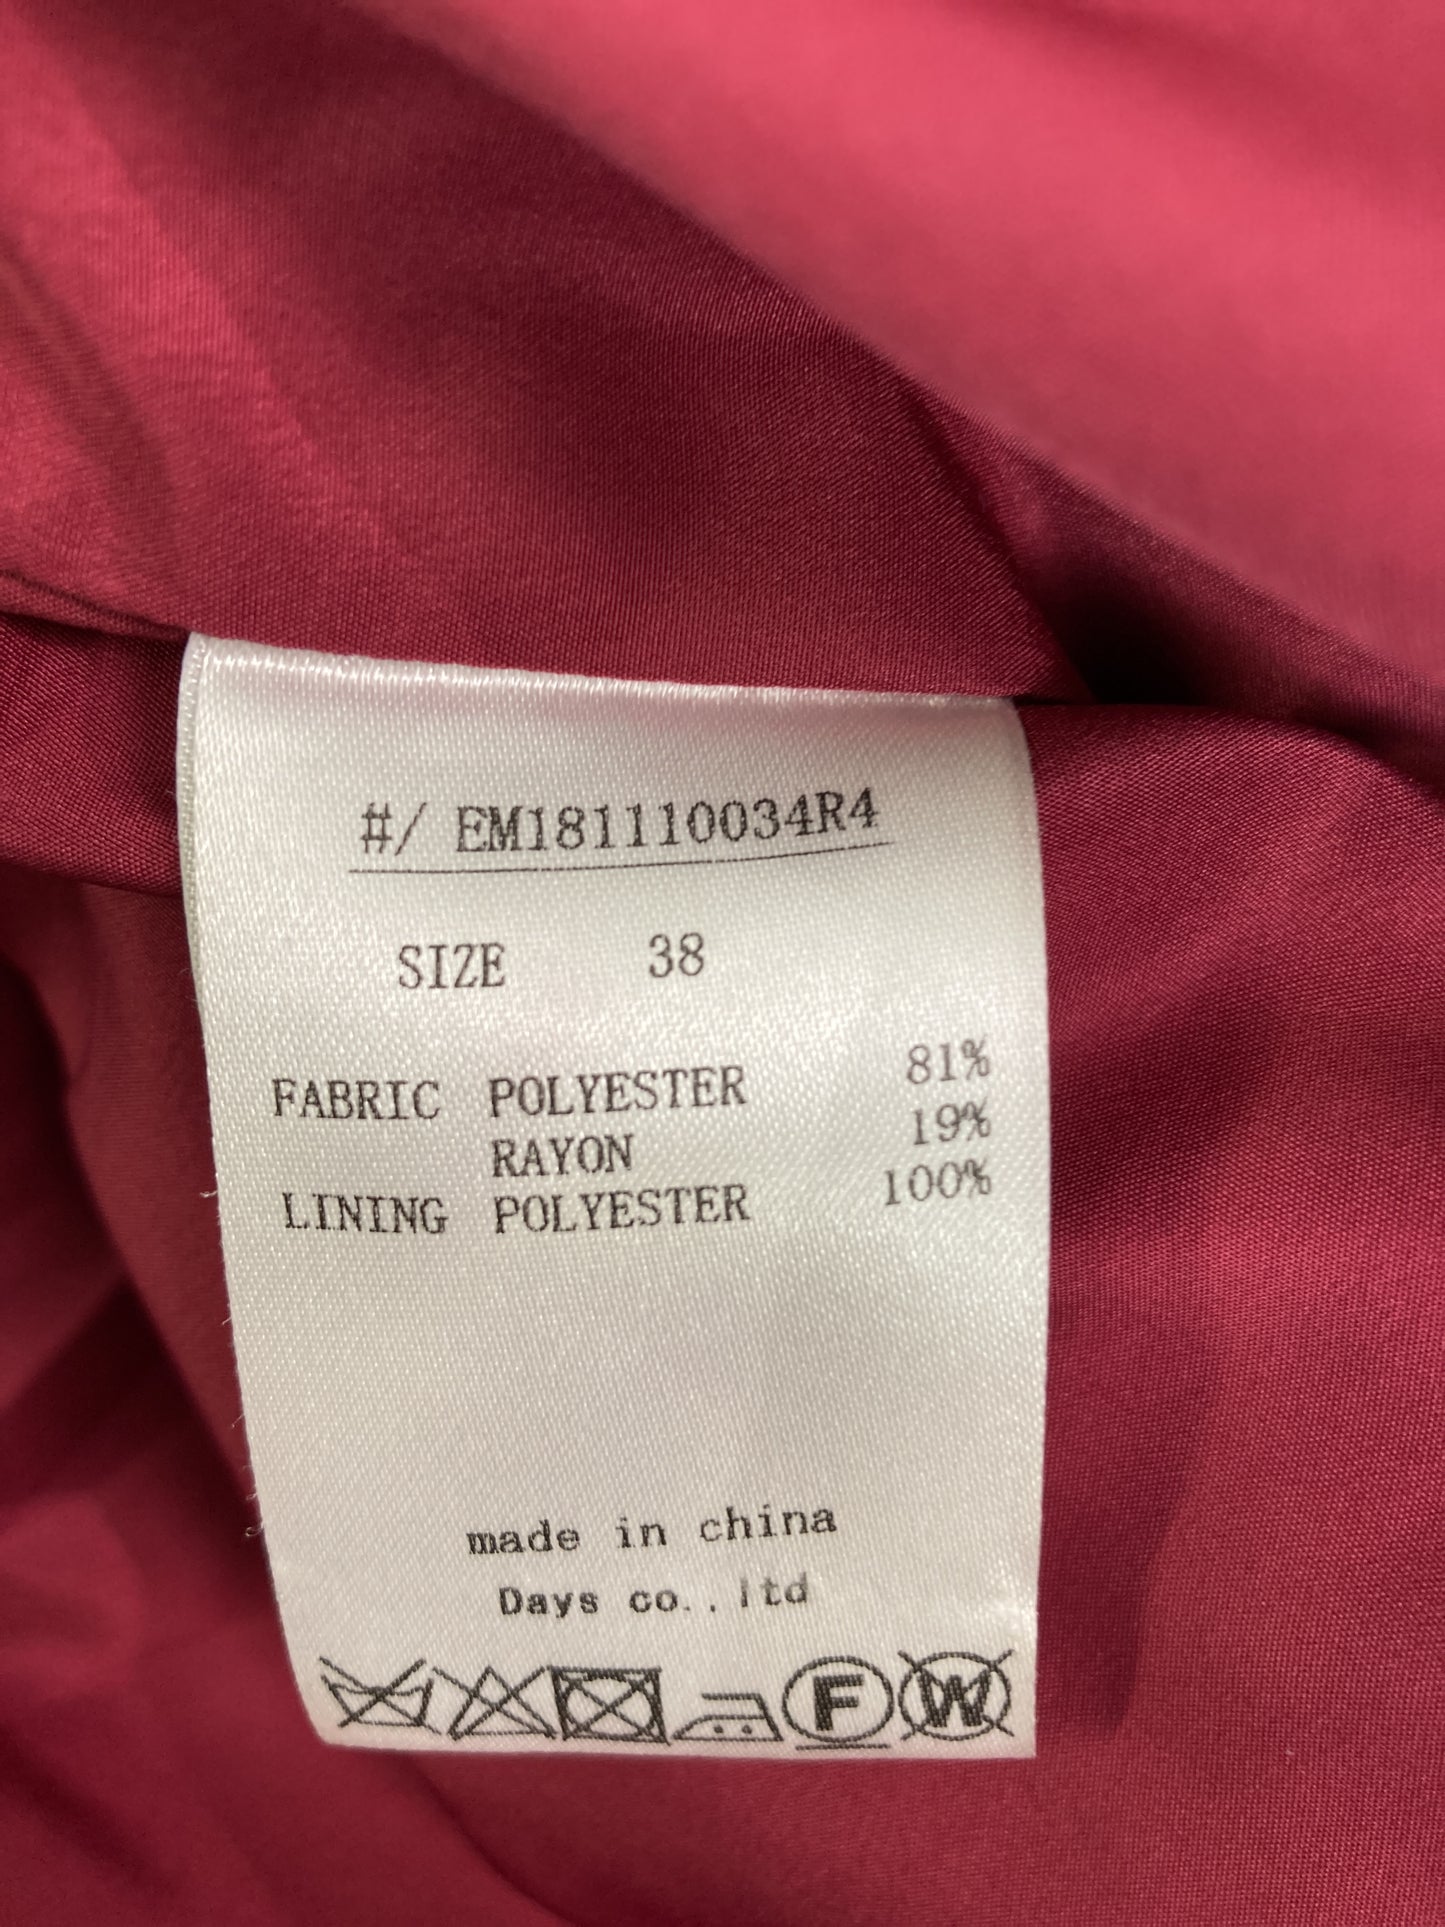 #/ EM181110034R4
SIZE 38
FABRIC POLYESTER 81%
RAYON 19%
LINING POLYESTER 100%
made in china
Days co.,ltd
F W